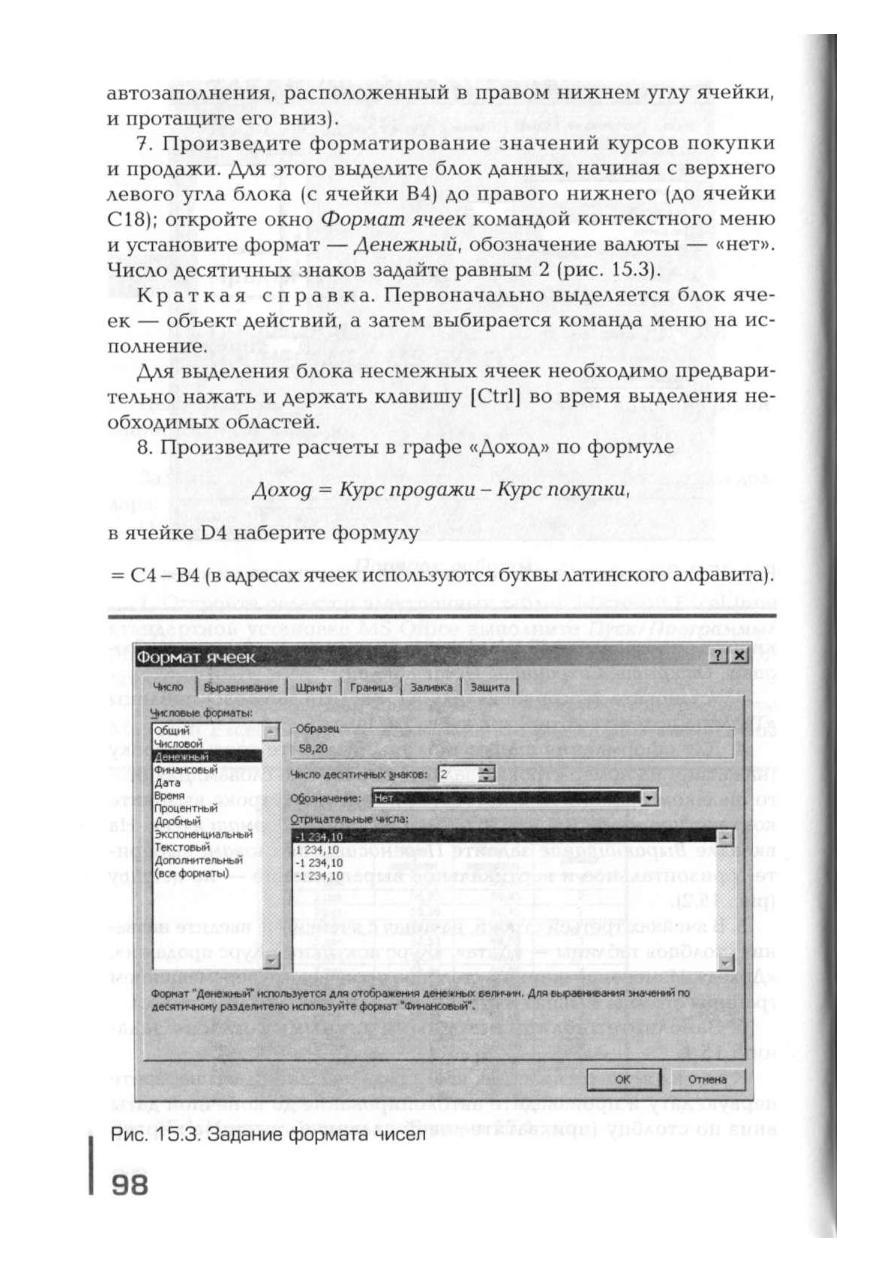 автозаполнения, расположенный в правом нижнем углу ячейки,
и протащите его вниз).
7. Произведите форматирование значений курсов покупки
и продажи. Для этого выделите блок данных, начиная с верхнего
левого угла блока (с ячейки B4) до правого нижнего (до ячейки
C18); откройте окно Формат ячеек командой контекстного меню
и установите формат — Денежный, обозначение валюты — «нет».
Число десятичных знаков задайте равным 2 (рис. 15.3).
Краткая справка. Первоначально выделяется блок яче-
ек — объект действий, а затем выбирается команда меню на ис-
полнение.
Для выделения блока несмежных ячеек необходимо предвари-
тельно нажать и держать клавишу [Ctrl] во время выделения не-
обходимых областей.
8. Произведите расчеты в графе «Доход» по формуле
Доход = Курс продажи – Курс покупки,
в ячейке D4 наберите формулу
= C4 – B4 (в адресах ячеек используются буквы латинского алфавита).
Формат ячеек
Число Выравнивание Шрифт Граница Заливка Защита
Числовые форматы:
Общий
Числовой
Денежный
Финансовый
Дата
Время
Процентный
Дробный
Экспоненциальный
Текстовый
Дополнительный
(все форматы)
Образец
58,20
Число десятичных знаков: 2
Обозначение: Нет
Отрицательные числа:
-1 234,10
1 234,10
-1 234,10
-1 234,10
Формат "Денежный" используется для отображения денежных величин. Для выравнивания значений по
десятичному разделителю используйте формат "Финансовый".
ОК Отмена
Рис. 15.3. Задание формата чисел
98